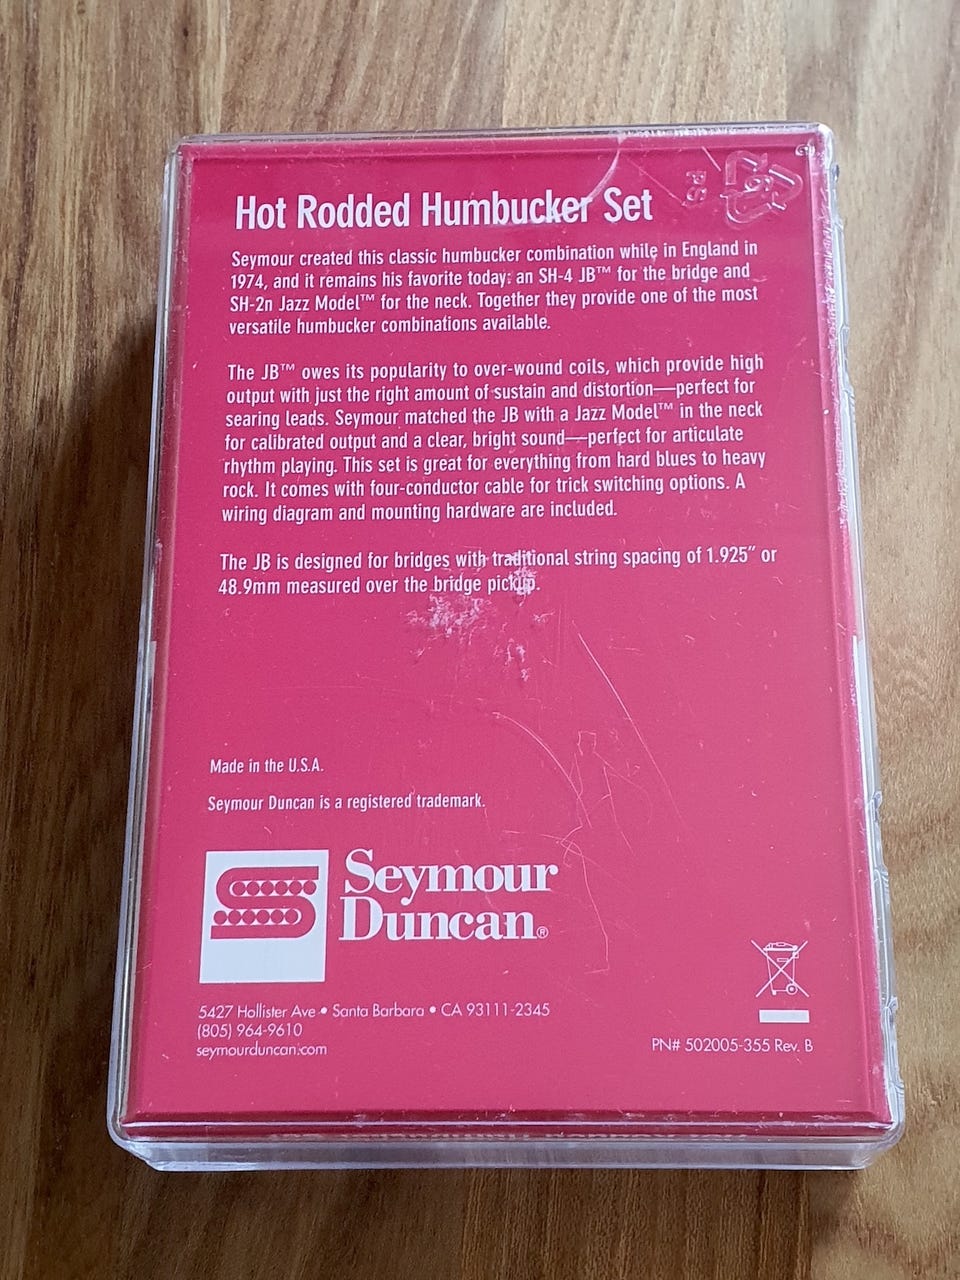 PS
6
Hot Rodded Humbucker Set
Seymour created this classic humbucker combination while in England in
1974, and it remains his favorite today: an SH-4 JB™ for the bridge and
SH-2n Jazz Model™ for the neck. Together they provide one of the most
versatile humbucker combinations available.
The JB™ owes its popularity to over-wound coils, which provide high
output with just the right amount of sustain and distortion—perfect for
searing leads. Seymour matched the JB with a Jazz Model™ in the neck
for calibrated output and a clear, bright sound—perfect for articulate
rhythm playing. This set is great for everything from hard blues to heavy
rock. It comes with four-conductor cable for trick switching options. A
wiring diagram and mounting hardware are included.
The JB is designed for bridges with traditional string spacing of 1.925″ or
48.9mm measured over the bridge pickup.
Made in the U.S.A.
Seymour Duncan is a registered trademark.
Seymour
Duncan®
5427 Hollister Ave • Santa Barbara • CA 93111-2345
(805) 964-9610
seymourduncan.com
PN# 502005-355 Rev. B